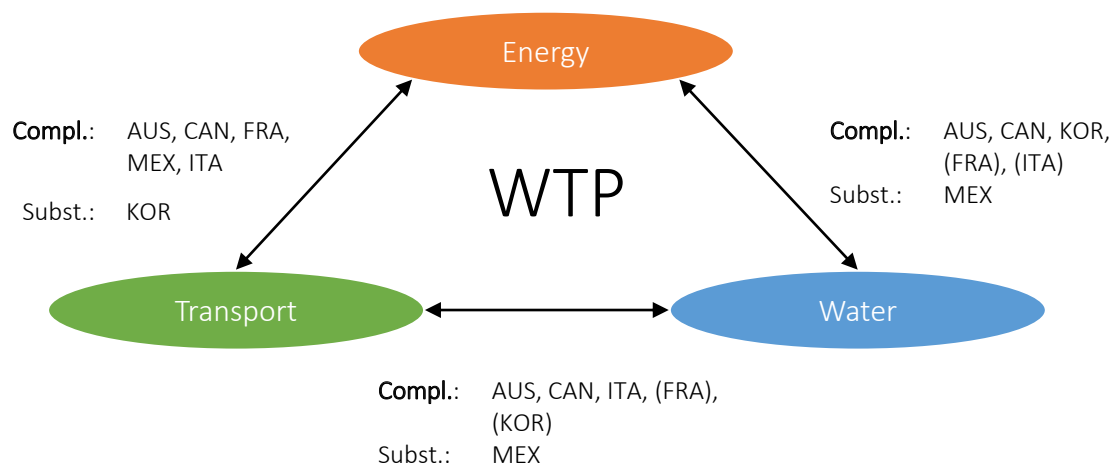 Energy
Compl.: AUS, CAN, FRA,
MEX, ITA
Subst.: KOR
Compl.: AUS, CAN, KOR,
(FRA), (ITA)
Subst.: MEX
WTP
Transport
Water
Compl.: AUS, CAN, ITA, (FRA),
(KOR)
Subst.: MEX